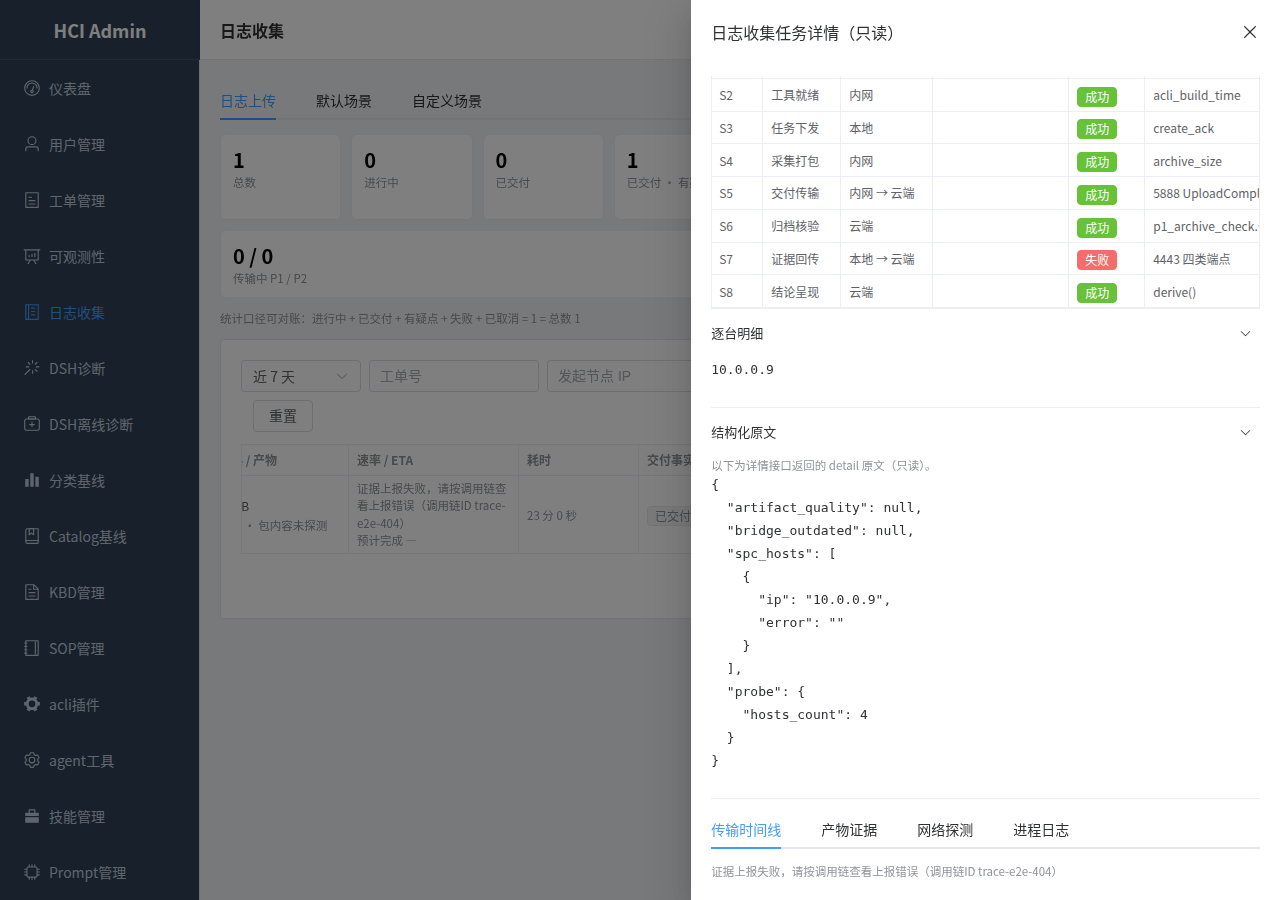 HCI Admin
仪表盘
用户管理
工单管理
可观测性
日志收集
DSH诊断
DSH离线诊断
分类基线
Catalog基线
KBD管理
SOP管理
acli插件
agent工具
技能管理
Prompt管理
日志收集
日志上传 默认场景 自定义场景
1 0 0 1
总数 进行中 已交付 已交付 · 有
0 / 0
传输中 P1 / P2
统计口径可对账：进行中 + 已交付 + 有疑点 + 失败 + 已取消 = 1 = 总数 1
近 7 天 工单号 发起节点 IP
重置
/ 产物 速率 / ETA 耗时 交付事实
B
· 包内容未探测
证据上报失败，请按调用链查
看上报错误（调用链ID trace-
e2e-404）
预计完成 —
23 分 0 秒
已交付
日志收集任务详情（只读）
S2 工具就绪 内网 成功 acli_build_time
S3 任务下发 本地 成功 create_ack
S4 采集打包 内网 成功 archive_size
S5 交付传输 内网 → 云端 成功 5888 UploadCompl
S6 归档核验 云端 成功 p1_archive_check.
S7 证据回传 本地 → 云端 失败 4443 四类端点
S8 结论呈现 云端 成功 derive()
逐台明细
10.0.0.9
结构化原文
以下为详情接口返回的 detail 原文（只读）。
{
  "artifact_quality": null,
  "bridge_outdated": null,
  "spc_hosts": [
    {
      "ip": "10.0.0.9",
      "error": ""
    }
  ],
  "probe": {
    "hosts_count": 4
  }
}
传输时间线 产物证据 网络探测 进程日志
证据上报失败，请按调用链查看上报错误（调用链ID trace-e2e-404）